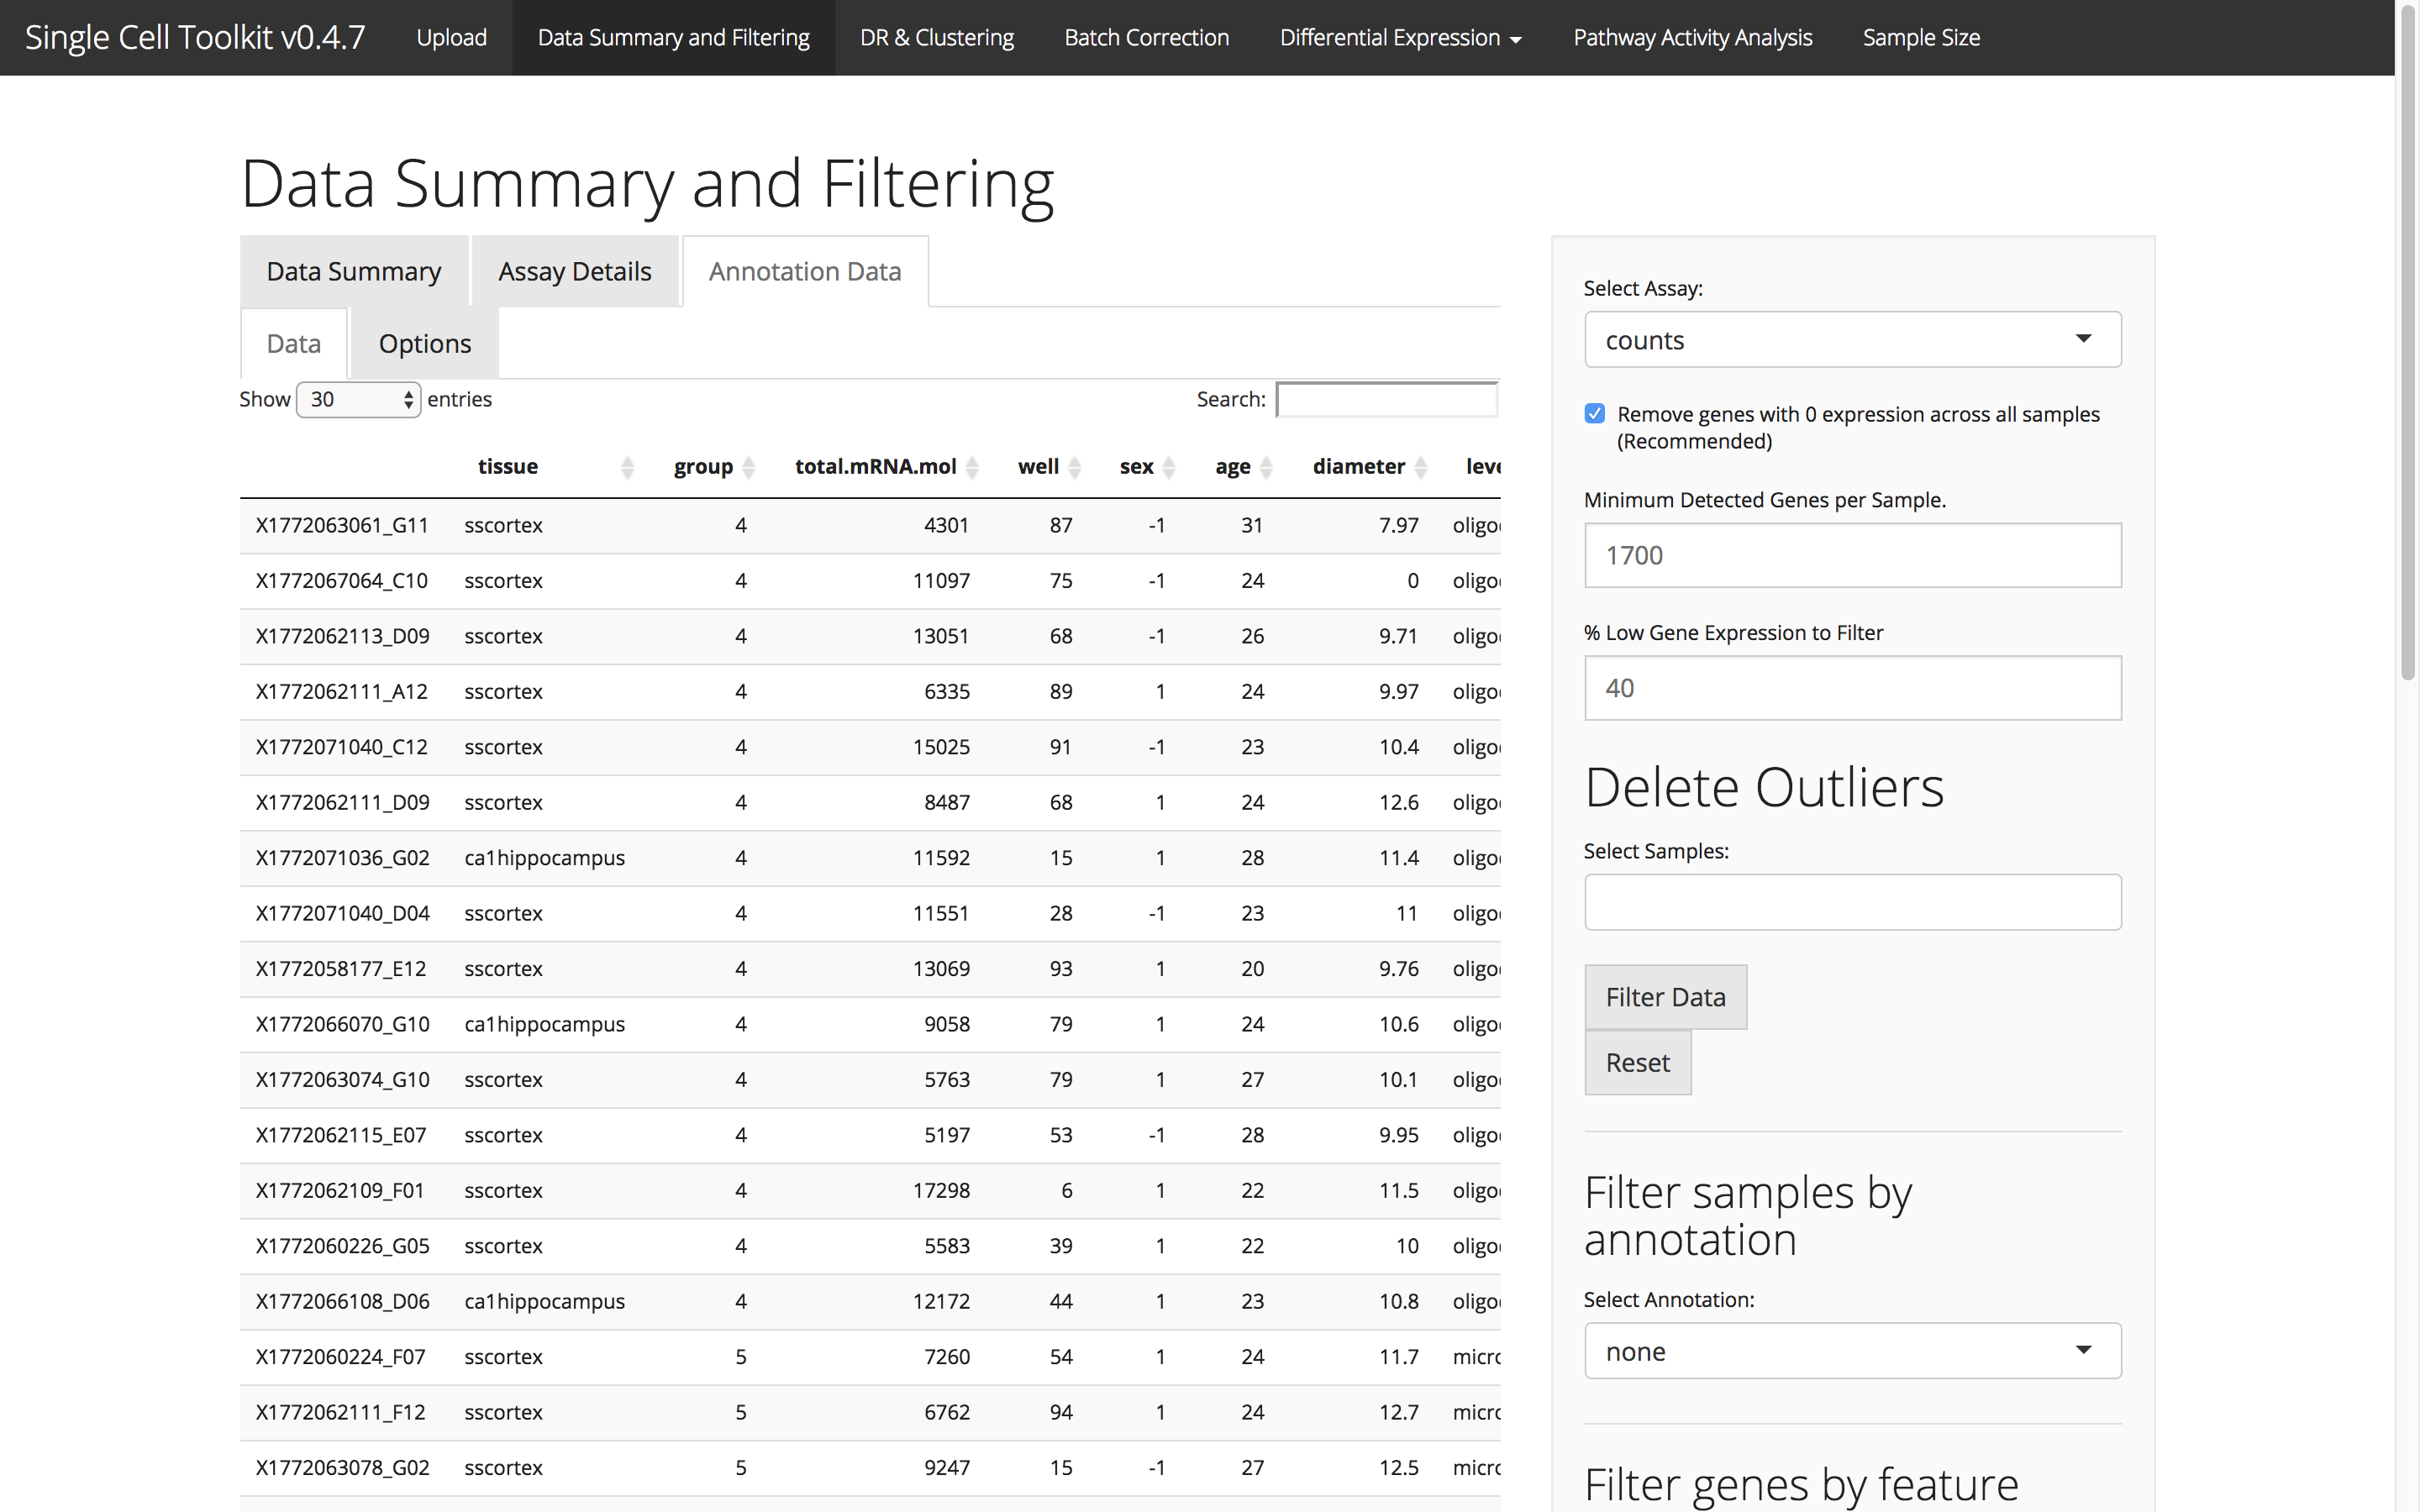 Single Cell Toolkit v0.4.7 Upload Data Summary and Filtering DR & Clustering Batch Correction Differential Expression Pathway Activity Analysis Sample Size
Data Summary and Filtering
Data Summary Assay Details Annotation Data
Data Options
Show 30 entries Search:
tissue group total.mRNA.mol well sex age diameter leve
X1772063061_G11 sscortex 4 4301 87 -1 31 7.97 oligo
X1772067064_C10 sscortex 4 11097 75 -1 24 0 oligo
X1772062113_D09 sscortex 4 13051 68 -1 26 9.71 oligo
X1772062111_A12 sscortex 4 6335 89 1 24 9.97 oligo
X1772071040_C12 sscortex 4 15025 91 -1 23 10.4 oligo
X1772062111_D09 sscortex 4 8487 68 1 24 12.6 oligo
X1772071036_G02 ca1hippocampus 4 11592 15 1 28 11.4 oligo
X1772071040_D04 sscortex 4 11551 28 -1 23 11 oligo
X1772058177_E12 sscortex 4 13069 93 1 20 9.76 oligo
X1772066070_G10 ca1hippocampus 4 9058 79 1 24 10.6 oligo
X1772063074_G10 sscortex 4 5763 79 1 27 10.1 oligo
X1772062115_E07 sscortex 4 5197 53 -1 28 9.95 oligo
X1772062109_F01 sscortex 4 17298 6 1 22 11.5 oligo
X1772060226_G05 sscortex 4 5583 39 1 22 10 oligo
X1772066108_D06 ca1hippocampus 4 12172 44 1 23 10.8 oligo
X1772060224_F07 sscortex 5 7260 54 1 24 11.7 micro
X1772062111_F12 sscortex 5 6762 94 1 24 12.7 micro
X1772063078_G02 sscortex 5 9247 15 -1 27 12.5 micro
Select Assay:
counts
Remove genes with 0 expression across all samples
(Recommended)
Minimum Detected Genes per Sample.
1700
% Low Gene Expression to Filter
40
Delete Outliers
Select Samples:
Filter Data
Reset
Filter samples by
annotation
Select Annotation:
none
Filter genes by feature